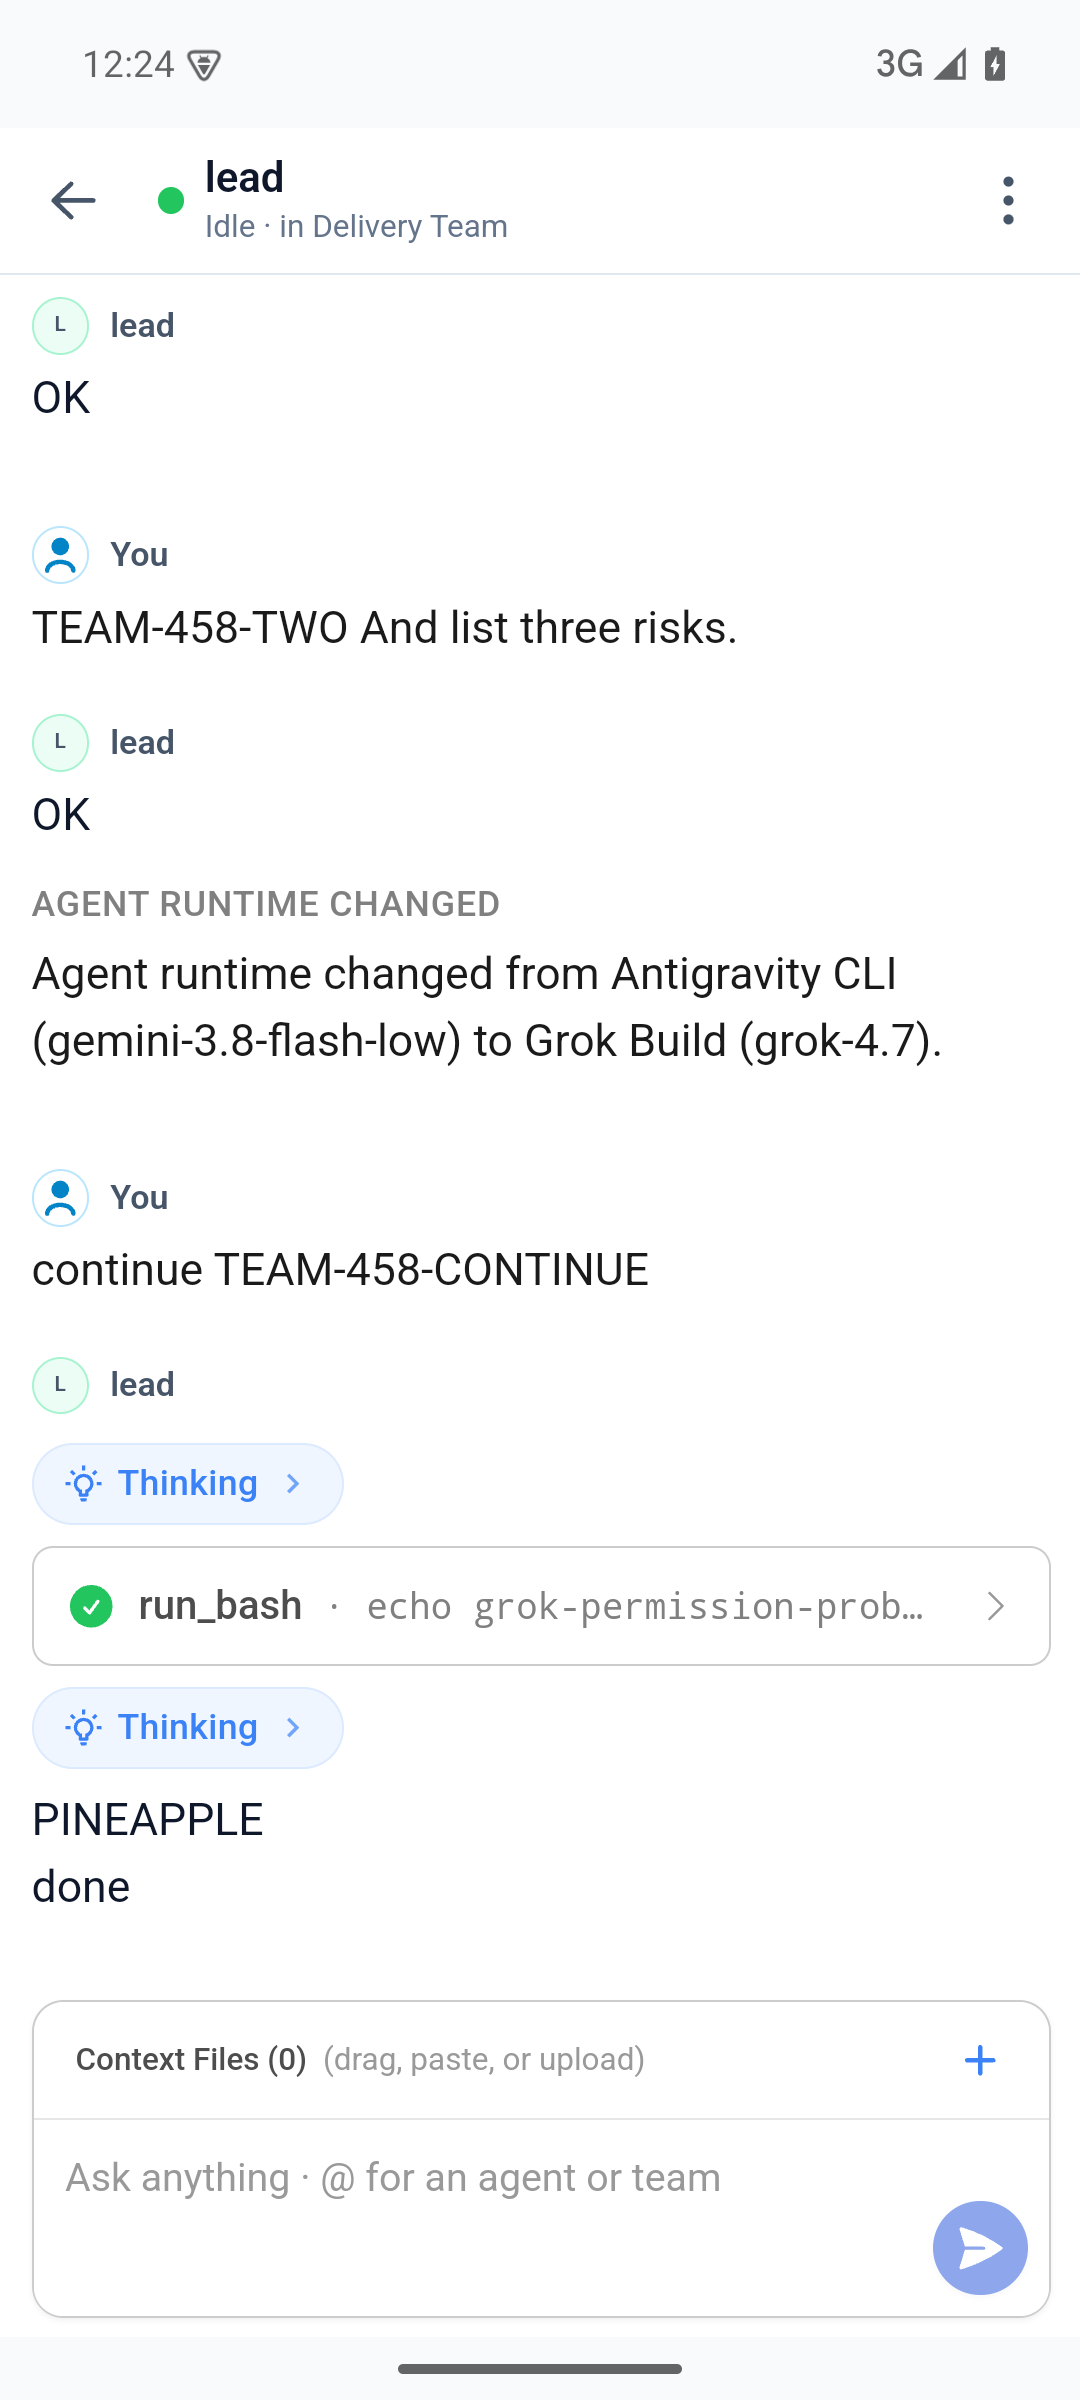 12:24
3G
lead
Idle · in Delivery Team
L
lead
OK
You
TEAM-458-TWO And list three risks.
L
lead
OK
AGENT RUNTIME CHANGED
Agent runtime changed from Antigravity CLI
(gemini-3.8-flash-low) to Grok Build (grok-4.7).
You
continue TEAM-458-CONTINUE
L
lead
Thinking
run_bash · echo grok-permission-prob…
Thinking
PINEAPPLE
done
Context Files (0) (drag, paste, or upload)
Ask anything · @ for an agent or team